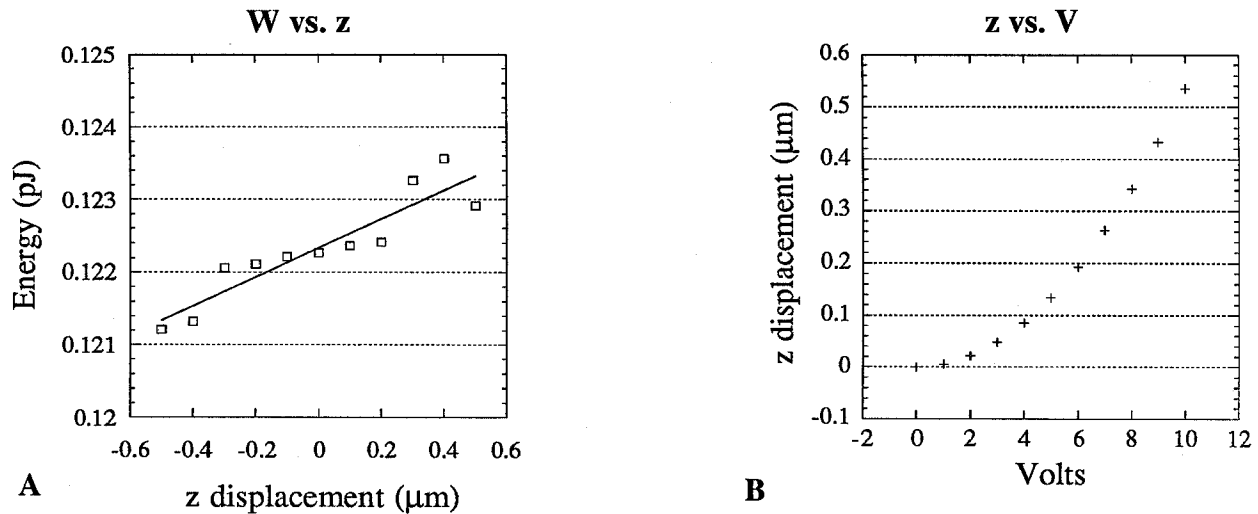 W vs. z
0.125
0.124
0.123
0.122
0.121
0.12
Energy (pJ)
-0.6 -0.4 -0.2 0 0.2 0.4 0.6
z displacement (μm)
A
z vs. V
0.6
0.5
0.4
0.3
0.2
0.1
0
-0.1
z displacement (μm)
-2 0 2 4 6 8 10 12
Volts
B